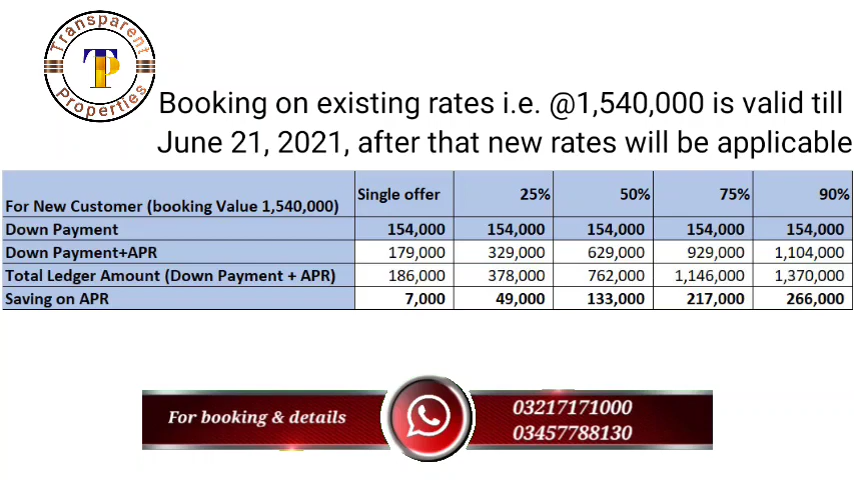 Transparent
TP
Properties
Booking on existing rates i.e. @1,540,000 is valid till
June 21, 2021, after that new rates will be applicable
For New Customer (booking Value 1,540,000) Single offer 25% 50% 75% 90%
Down Payment 154,000 154,000 154,000 154,000 154,000
Down Payment+APR 179,000 329,000 629,000 929,000 1,104,000
Total Ledger Amount (Down Payment + APR) 186,000 378,000 762,000 1,146,000 1,370,000
Saving on APR 7,000 49,000 133,000 217,000 266,000
For booking & details
03217171000
03457788130